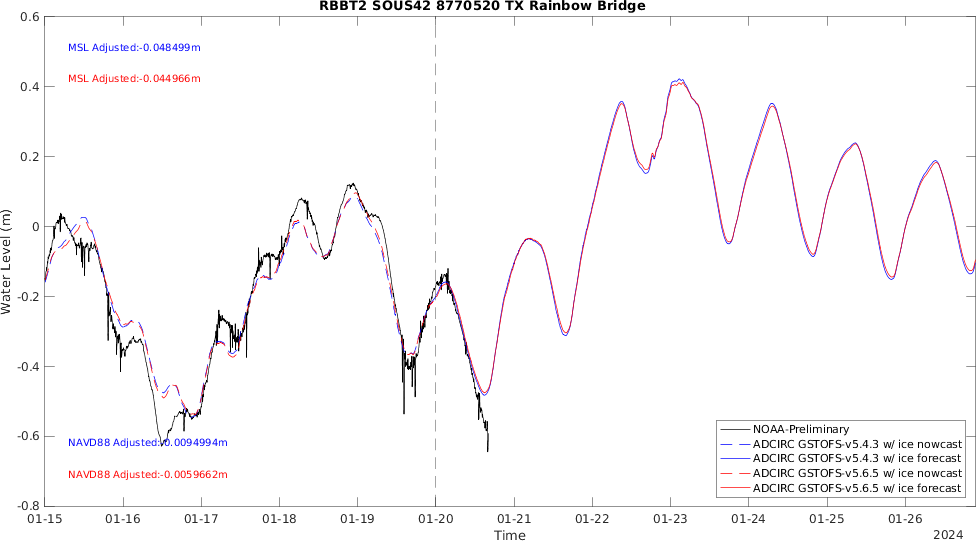 RBBT2 SOUS42 8770520 TX Rainbow Bridge
MSL Adjusted:-0.048499m
MSL Adjusted:-0.044966m
NAVD88 Adjusted:-0.0094994m
NAVD88 Adjusted:-0.0059662m
Water Level (m)
0.6
0.4
0.2
0
-0.2
-0.4
-0.6
-0.8
NOAA-Preliminary
ADCIRC GSTOFS-v5.4.3 w/ ice nowcast
ADCIRC GSTOFS-v5.4.3 w/ ice forecast
ADCIRC GSTOFS-v5.6.5 w/ ice nowcast
ADCIRC GSTOFS-v5.6.5 w/ ice forecast
01-15 01-16 01-17 01-18 01-19 01-20 01-21 01-22 01-23 01-24 01-25 01-26
Time
2024